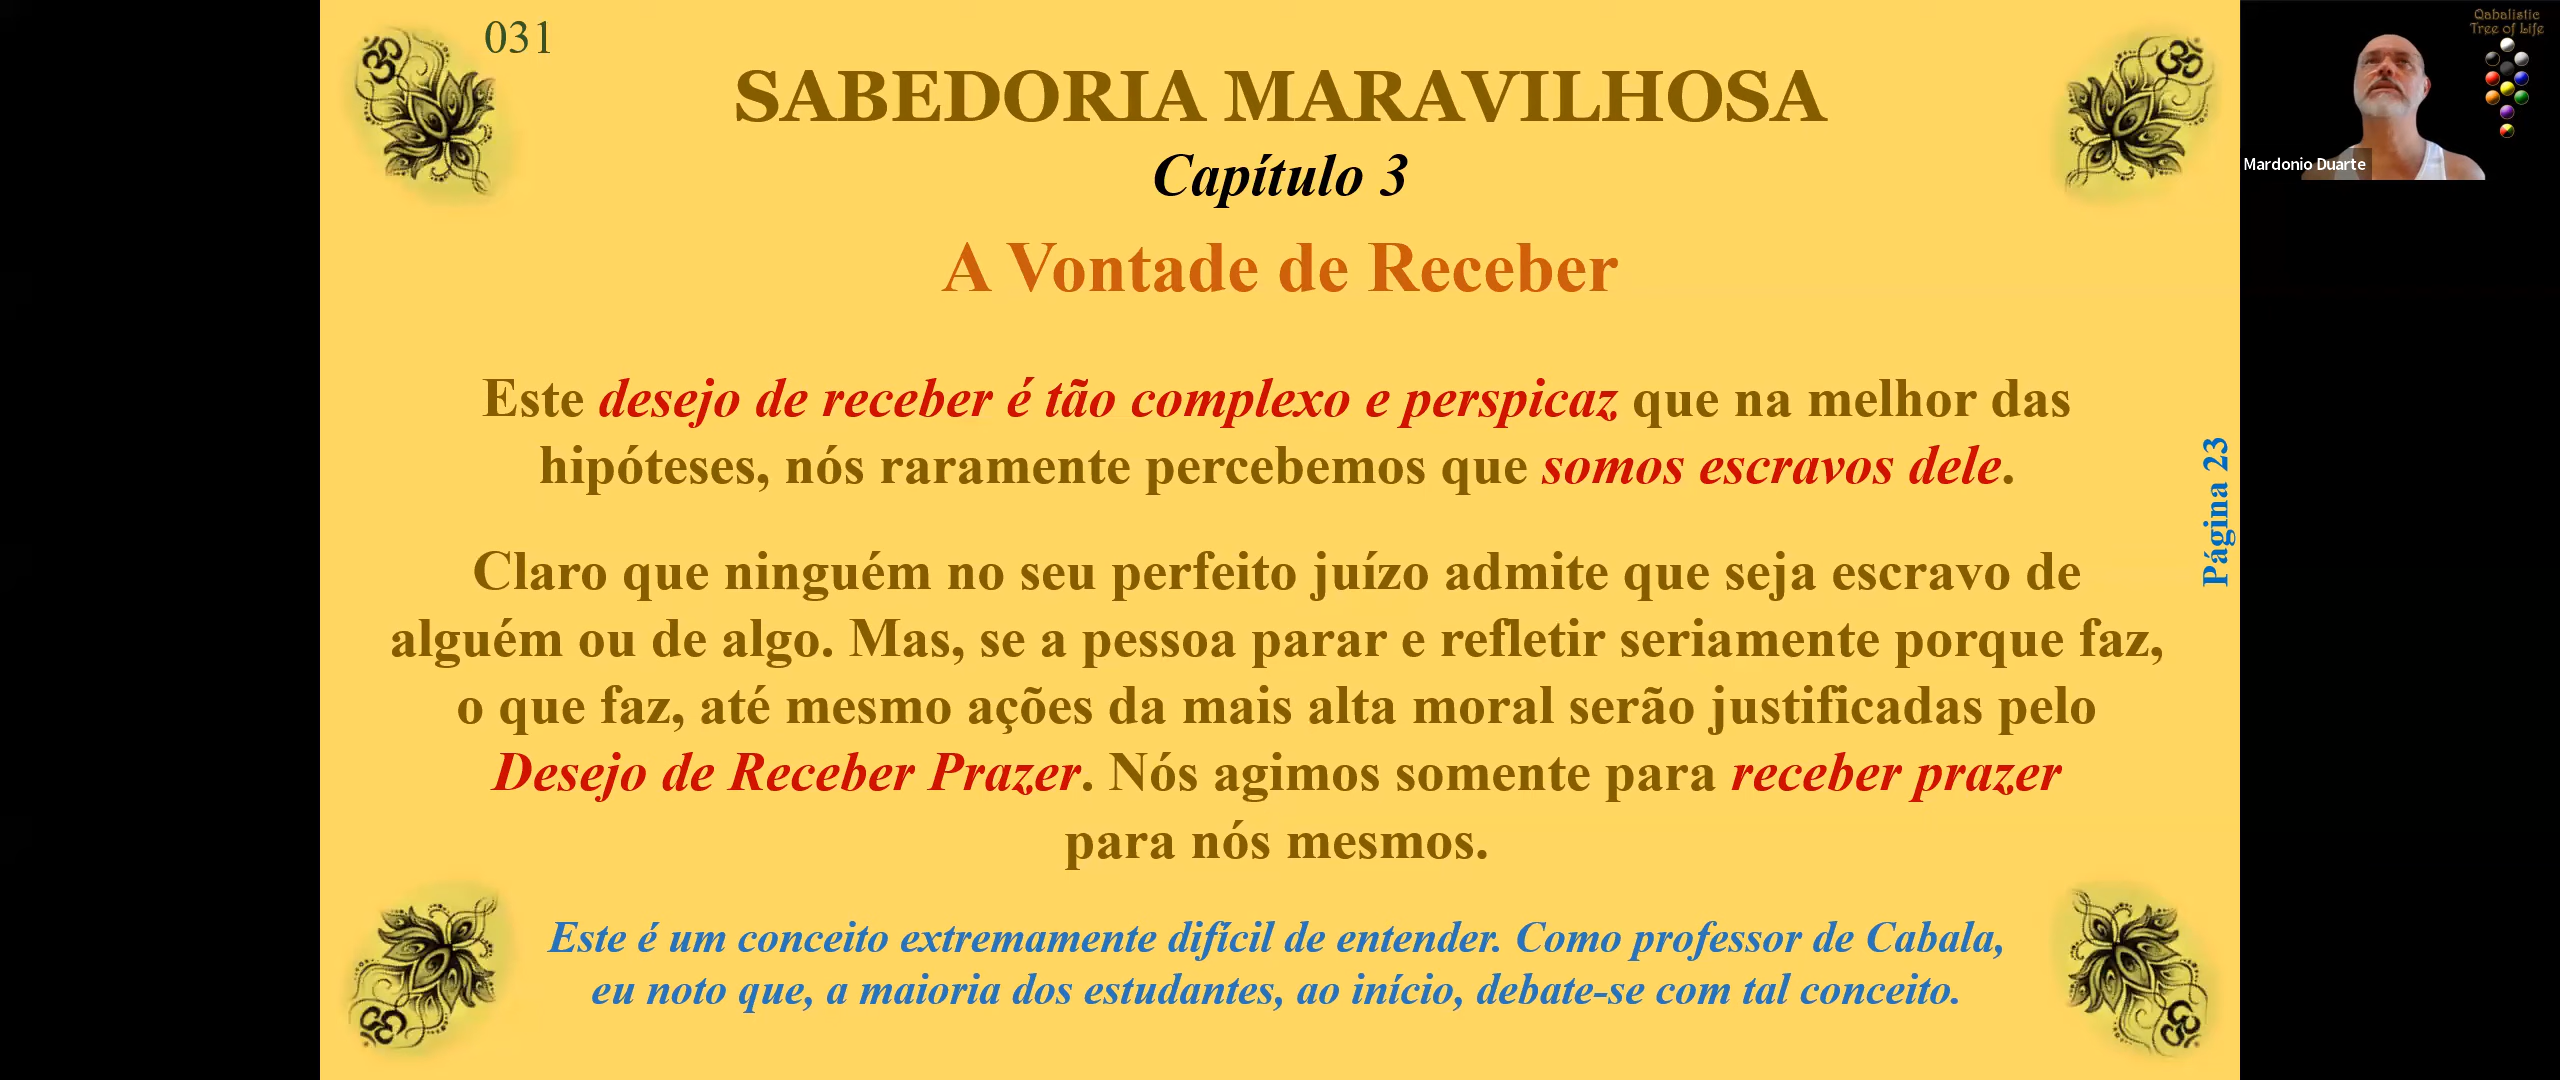 031
SABEDORIA MARAVILHOSA
Capítulo 3
A Vontade de Receber
Este desejo de receber é tão complexo e perspicaz que na melhor das
hipóteses, nós raramente percebemos que somos escravos dele.
Claro que ninguém no seu perfeito juízo admite que seja escravo de
alguém ou de algo. Mas, se a pessoa parar e refletir seriamente porque faz,
o que faz, até mesmo ações da mais alta moral serão justificadas pelo
Desejo de Receber Prazer. Nós agimos somente para receber prazer
para nós mesmos.
Este é um conceito extremamente difícil de entender. Como professor de Cabala,
eu noto que, a maioria dos estudantes, ao início, debate-se com tal conceito.
Página 23
Qabalistic
Tree of Life
Mardonio Duarte